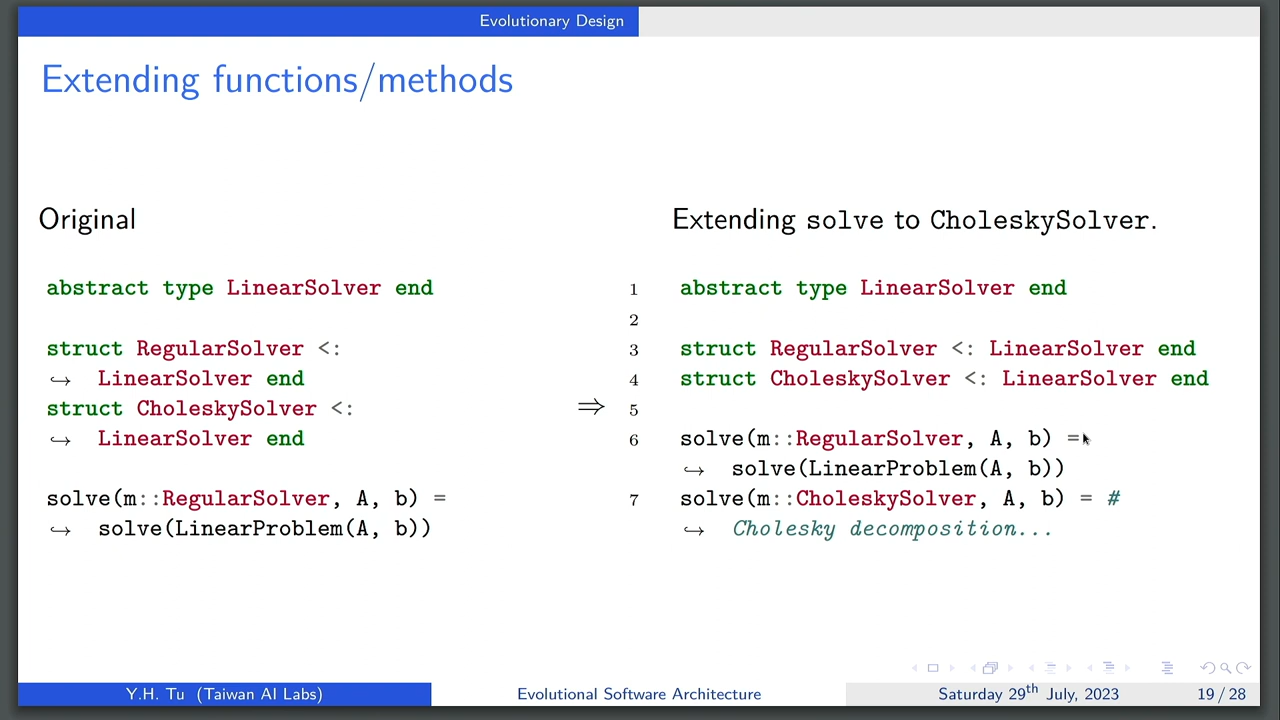 Evolutionary Design
Extending functions/methods
Original
abstract type LinearSolver end
struct RegularSolver <:
↪ LinearSolver end
struct CholeskySolver <:
↪ LinearSolver end
solve(m::RegularSolver, A, b) =
↪ solve(LinearProblem(A, b))
⇒
Extending solve to CholeskySolver.
1 abstract type LinearSolver end
2
3 struct RegularSolver <: LinearSolver end
4 struct CholeskySolver <: LinearSolver end
5
6 solve(m::RegularSolver, A, b) =
↪ solve(LinearProblem(A, b))
7 solve(m::CholeskySolver, A, b) = #
↪ Cholesky decomposition...
Y.H. Tu (Taiwan AI Labs)
Evolutional Software Architecture
Saturday 29th July, 2023
19 / 28